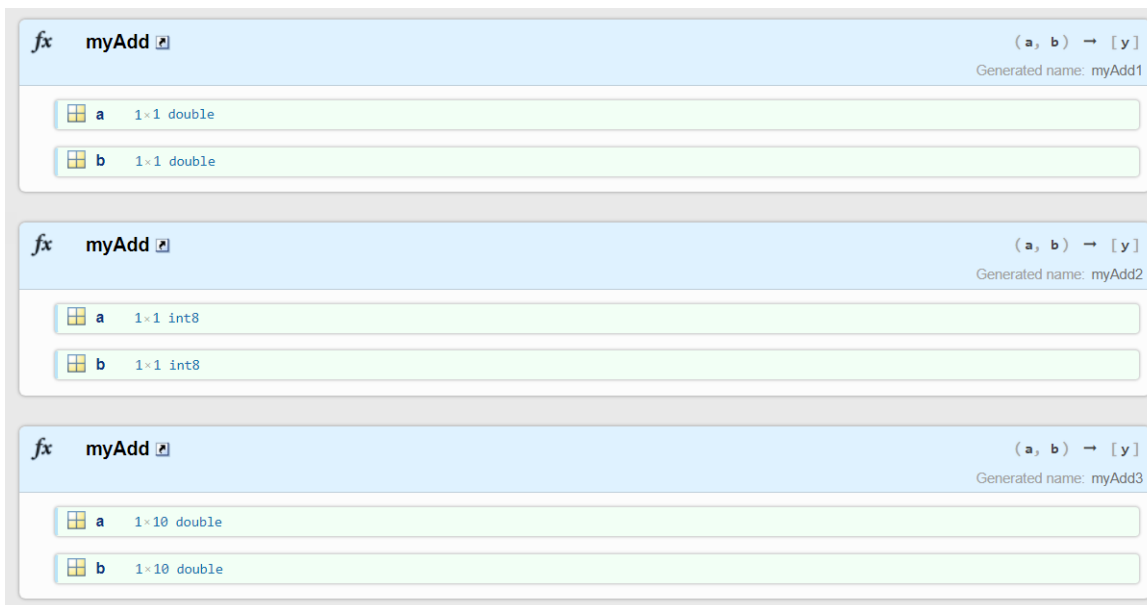 fx myAdd (a, b) → [y]
Generated name: myAdd1
a 1×1 double
b 1×1 double
fx myAdd (a, b) → [y]
Generated name: myAdd2
a 1×1 int8
b 1×1 int8
fx myAdd (a, b) → [y]
Generated name: myAdd3
a 1×10 double
b 1×10 double